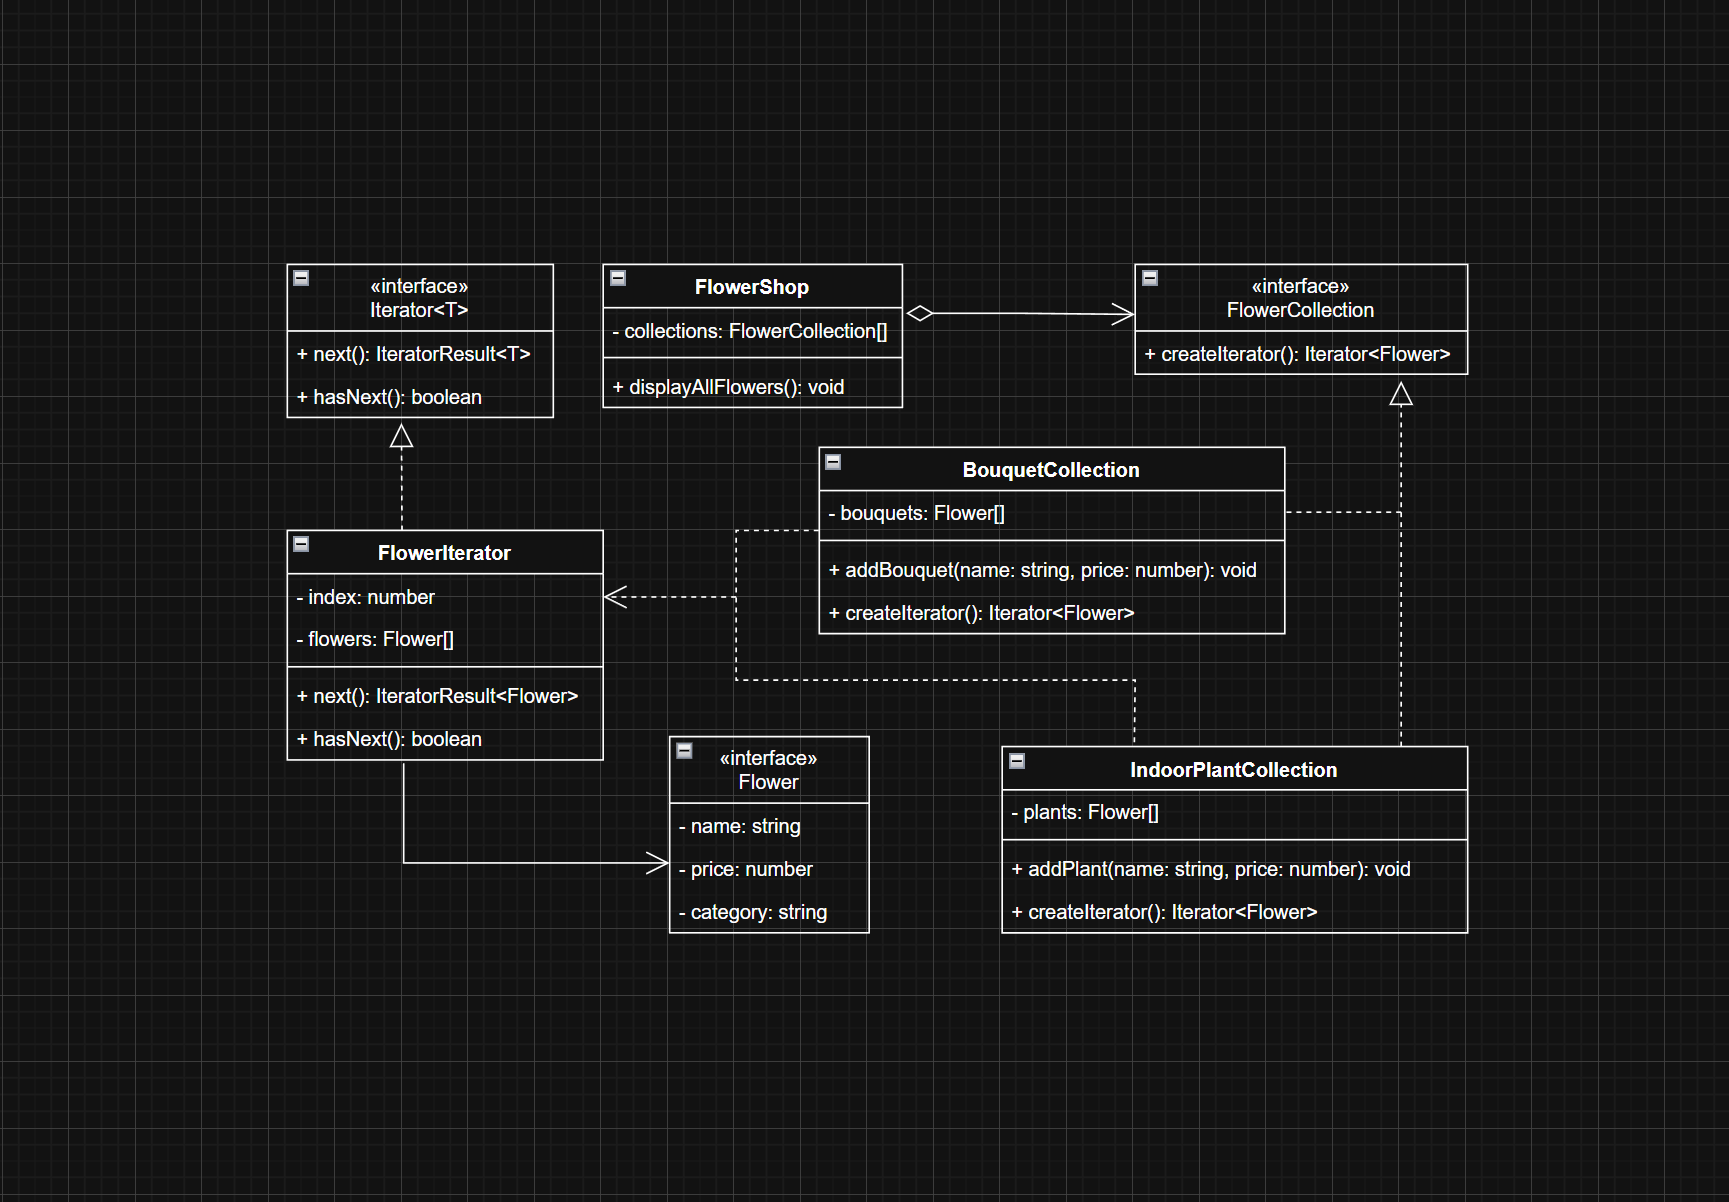 «interface»
Iterator<T>
+ next(): IteratorResult<T>
+ hasNext(): boolean
FlowerShop
- collections: FlowerCollection[]
+ displayAllFlowers(): void
«interface»
FlowerCollection
+ createIterator(): Iterator<Flower>
BouquetCollection
- bouquets: Flower[]
+ addBouquet(name: string, price: number): void
+ createIterator(): Iterator<Flower>
FlowerIterator
- index: number
- flowers: Flower[]
+ next(): IteratorResult<Flower>
+ hasNext(): boolean
«interface»
Flower
- name: string
- price: number
- category: string
IndoorPlantCollection
- plants: Flower[]
+ addPlant(name: string, price: number): void
+ createIterator(): Iterator<Flower>